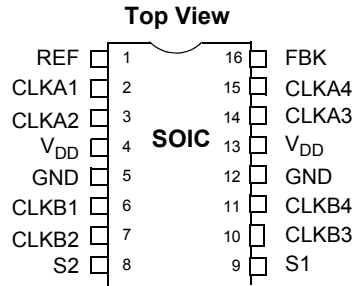 Top View
REF 1 16 FBK
CLKA1 2 15 CLKA4
CLKA2 3 14 CLKA3
VDD 4 SOIC 13 VDD
GND 5 12 GND
CLKB1 6 11 CLKB4
CLKB2 7 10 CLKB3
S2 8 9 S1